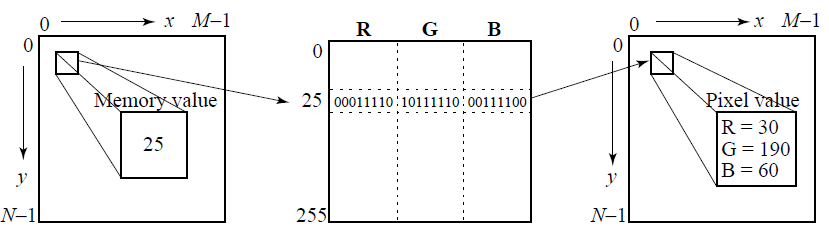 0 x M–1
0
Memory value
25
y
N–1
R G B
0
25 00011110 10111110 00111100
255
0 x M–1
0
Pixel value
R = 30
G = 190
B = 60
y
N–1